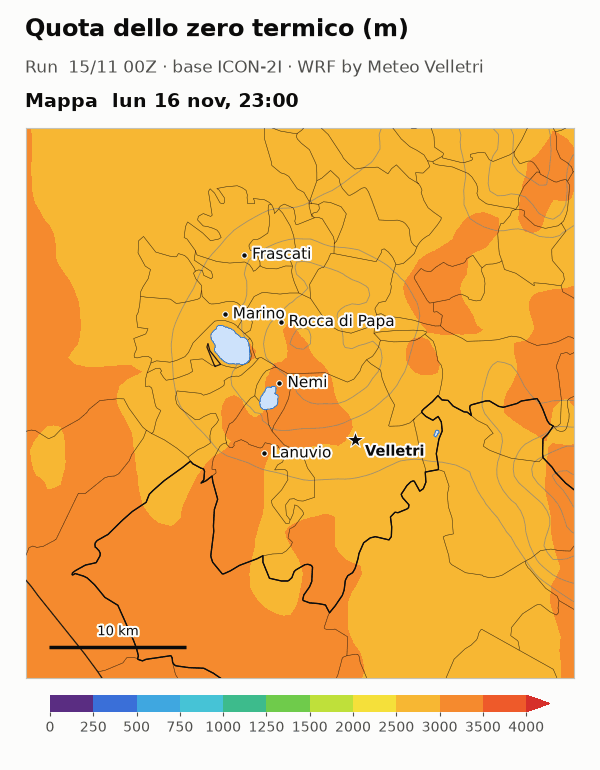 Quota dello zero termico (m)
Run  15/11 00Z · base ICON-2I · WRF by Meteo Velletri
Mappa  lun 16 nov, 23:00
Frascati
Marino
Rocca di Papa
Nemi
Velletri
Lanuvio
10 km
0 250 500 750 1000 1250 1500 2000 2500 3000 3500 4000